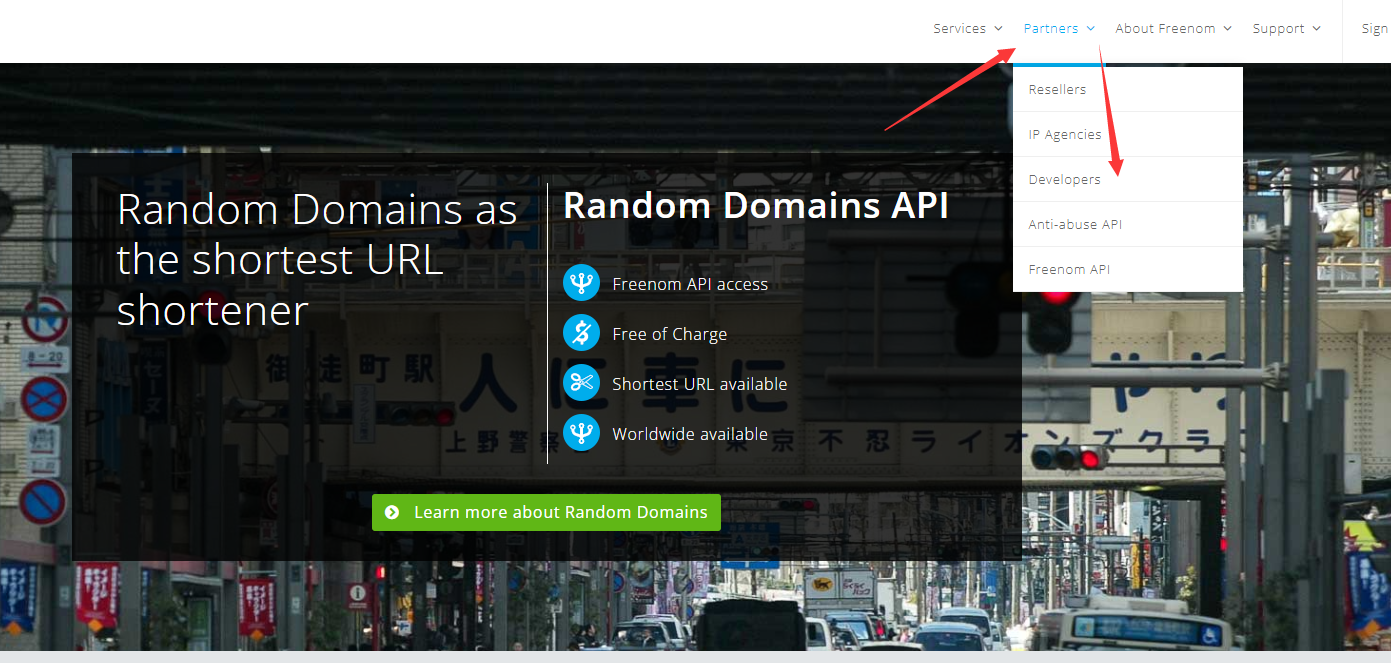 Services
Partners
About Freenom
Support
Sign
Resellers
IP Agencies
Developers
Anti-abuse API
Freenom API
Random Domains as
the shortest URL
shortener
Random Domains API
Freenom API access
Free of Charge
Shortest URL available
Worldwide available
Learn more about Random Domains
8-20
御徒町駅
人に車に
上野警察
東京不忍ライオンズクラブ